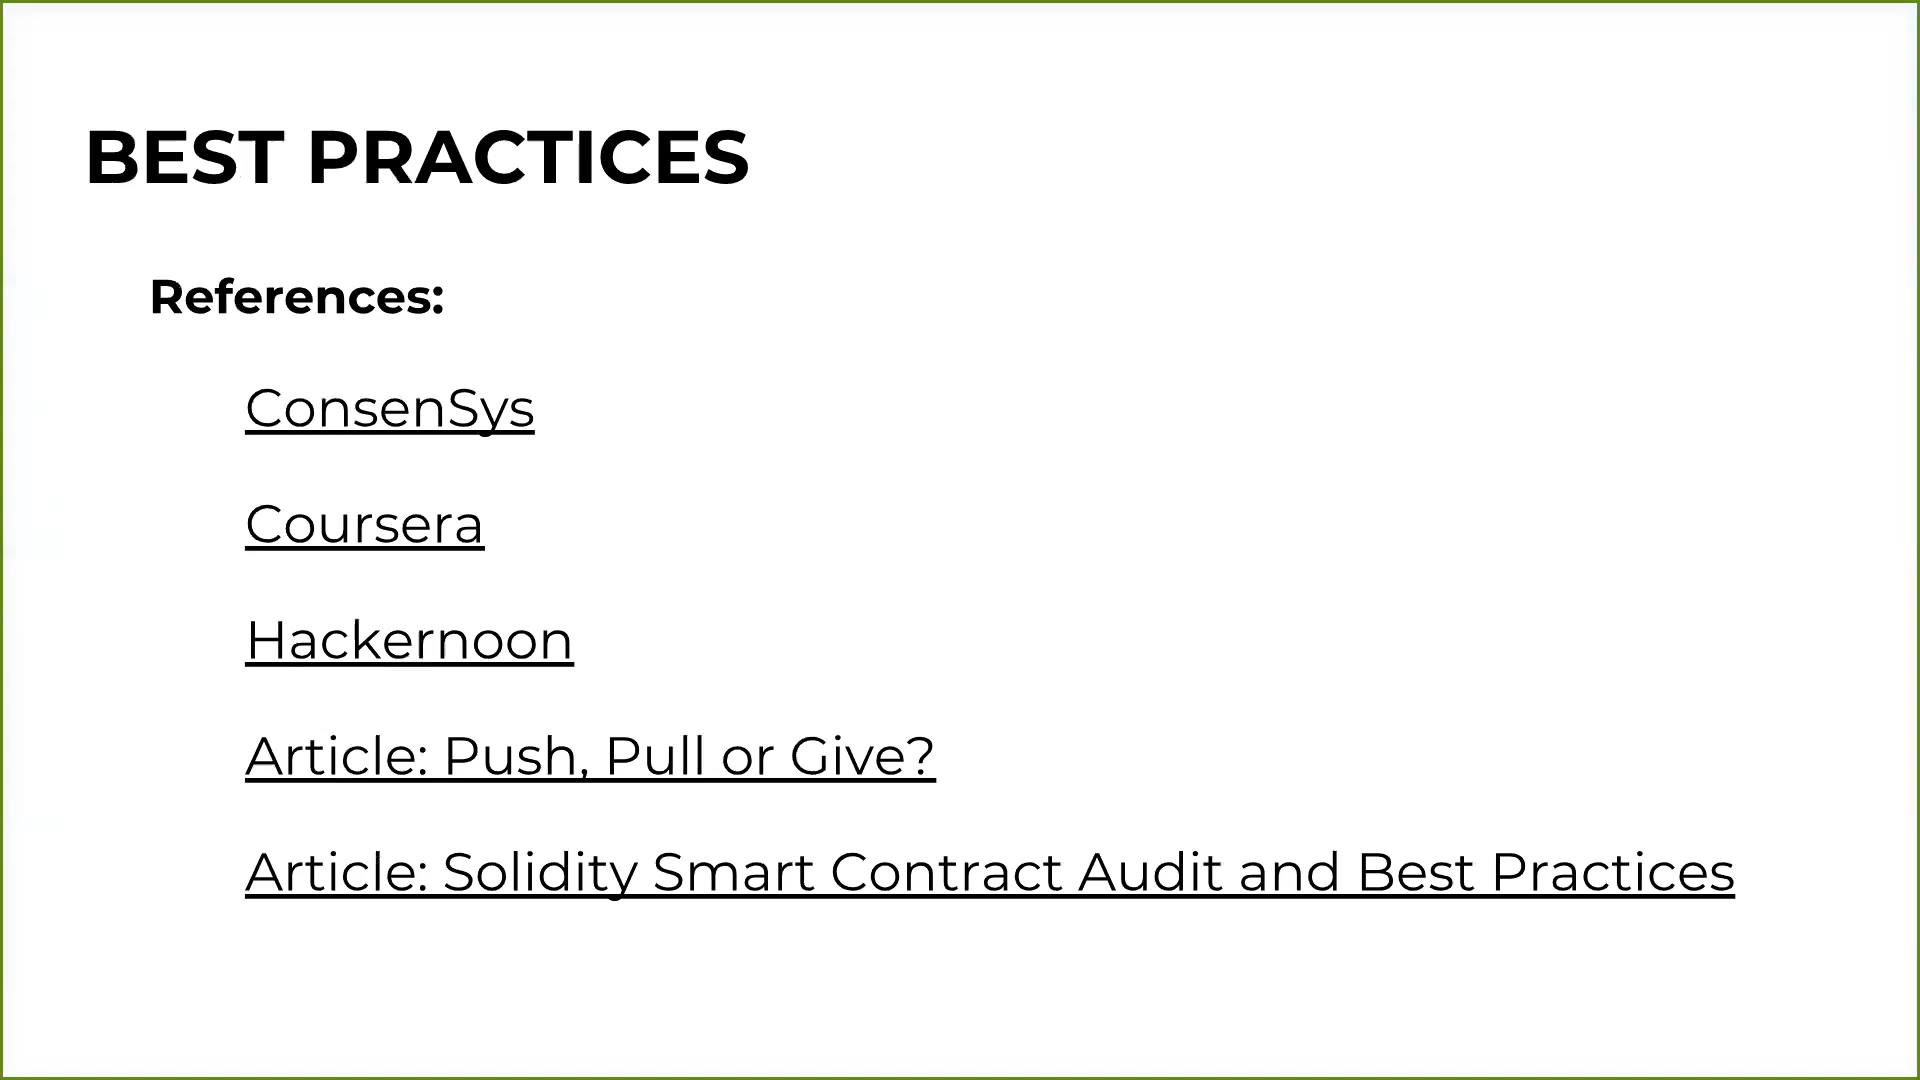 BEST PRACTICES
References:
ConsenSys
Coursera
Hackernoon
Article: Push, Pull or Give?
Article: Solidity Smart Contract Audit and Best Practices